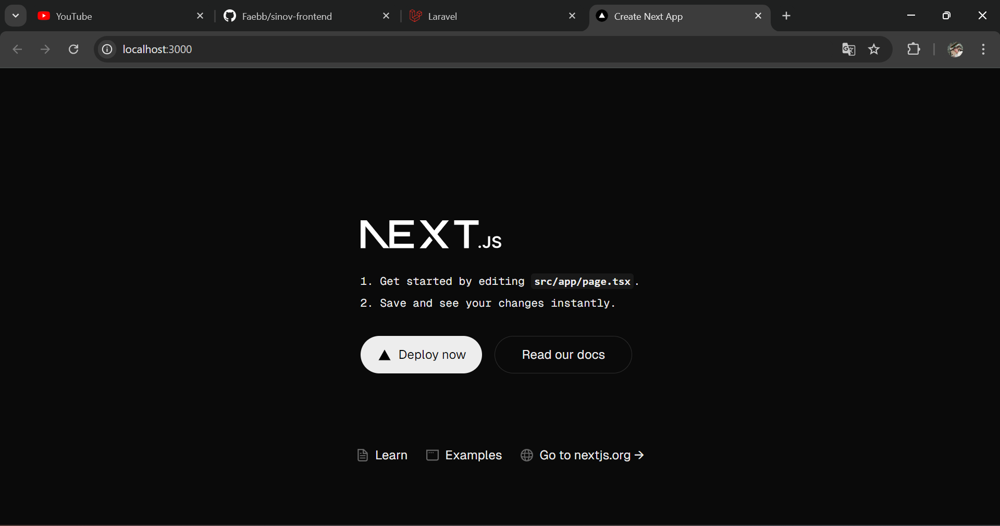 YouTube
Faebb/sinov-frontend
Laravel
Create Next App
localhost:3000
NEXT.JS
1. Get started by editing src/app/page.tsx.
2. Save and see your changes instantly.
Deploy now
Read our docs
Learn
Examples
Go to nextjs.org →